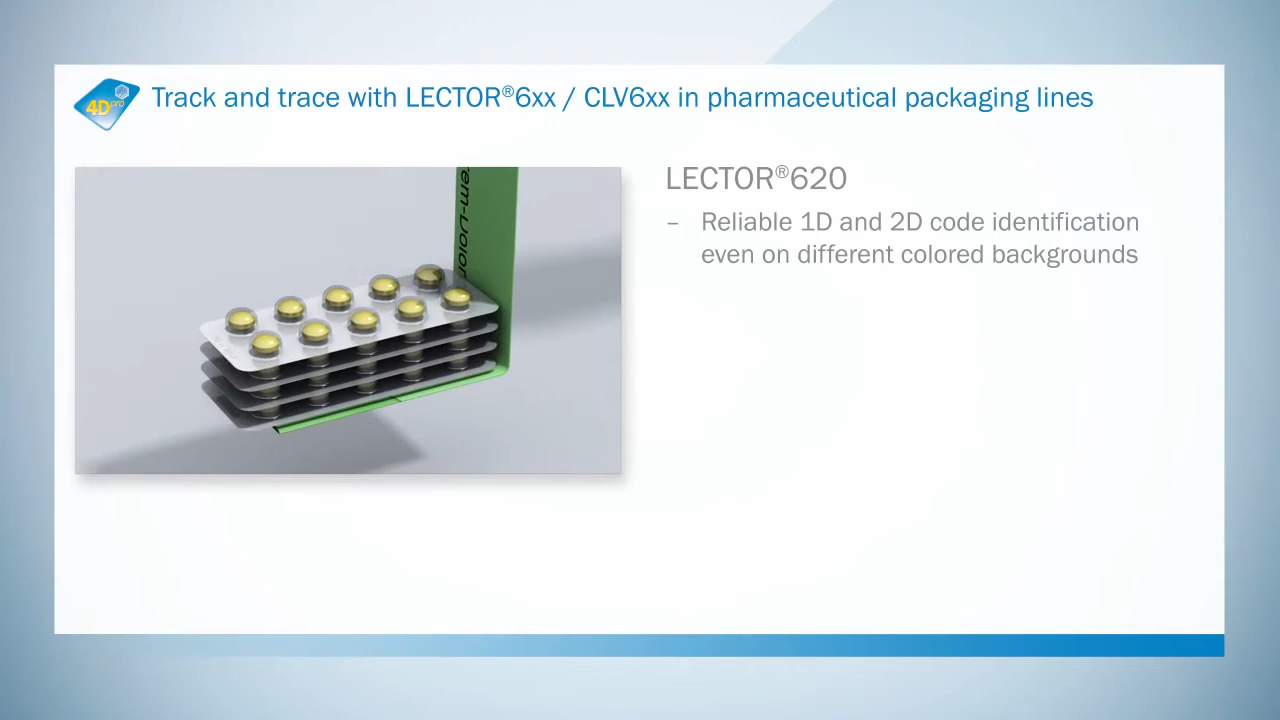 4D pro
Track and trace with LECTOR®6xx / CLV6xx in pharmaceutical packaging lines
LECTOR®620
– Reliable 1D and 2D code identification
even on different colored backgrounds